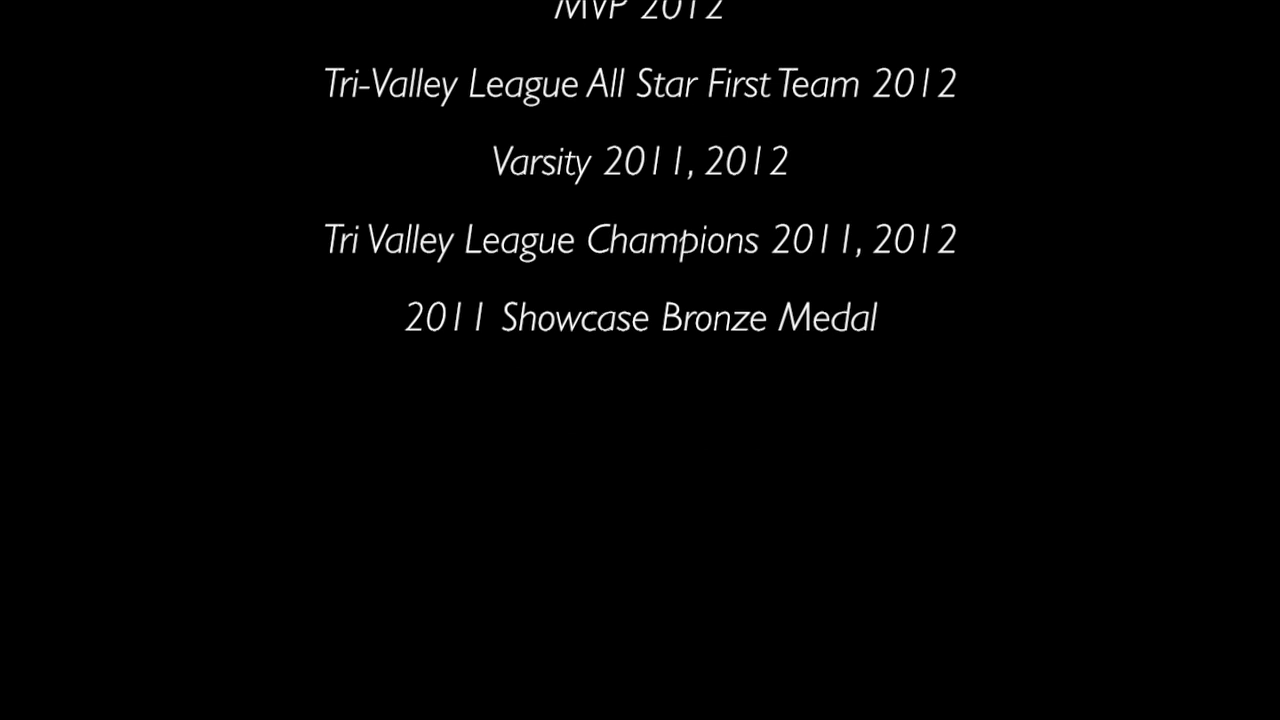 MVP 2012
Tri-Valley League All Star First Team 2012
Varsity 2011, 2012
Tri Valley League Champions 2011, 2012
2011 Showcase Bronze Medal